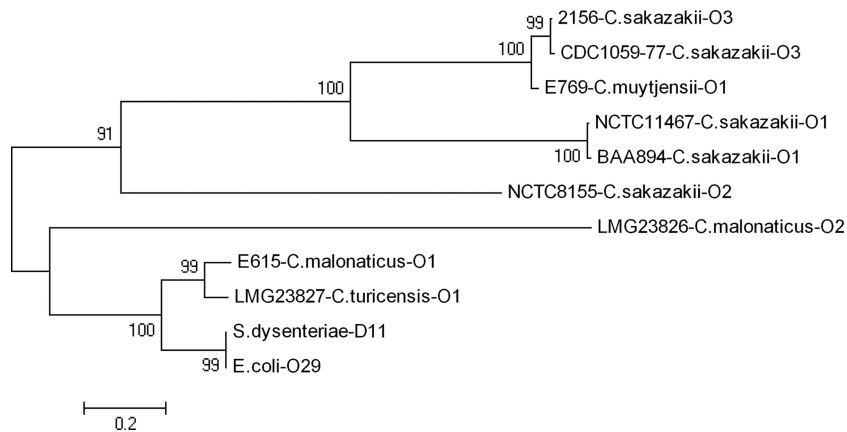 99
2156-C.sakazakii-O3
100
CDC1059-77-C.sakazakii-O3
100
E769-C.muytjensii-O1
91
NCTC11467-C.sakazakii-O1
100
BAA894-C.sakazakii-O1
NCTC8155-C.sakazakii-O2
LMG23826-C.malonaticus-O2
99
E615-C.malonaticus-O1
LMG23827-C.turicensis-O1
100
S.dysenteriae-D11
99
E.coli-O29
0.2